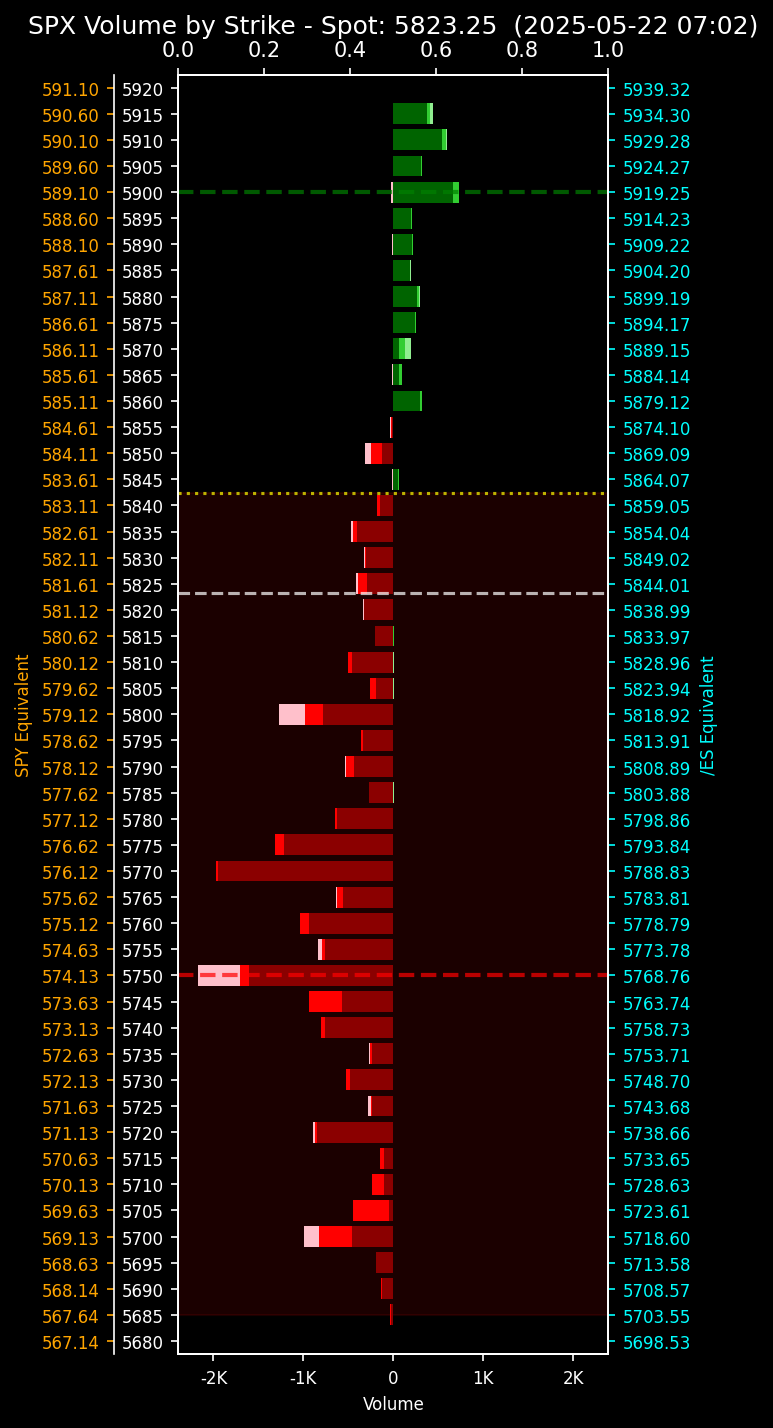 SPX Volume by Strike - Spot: 5823.25 (2025-05-22 07:02)
0.0 0.2 0.4 0.6 0.8 1.0
591.10 5920 5939.32
590.60 5915 5934.30
590.10 5910 5929.28
589.60 5905 5924.27
589.10 5900 5919.25
588.60 5895 5914.23
588.10 5890 5909.22
587.61 5885 5904.20
587.11 5880 5899.19
586.61 5875 5894.17
586.11 5870 5889.15
585.61 5865 5884.14
585.11 5860 5879.12
584.61 5855 5874.10
584.11 5850 5869.09
583.61 5845 5864.07
583.11 5840 5859.05
582.61 5835 5854.04
582.11 5830 5849.02
581.61 5825 5844.01
581.12 5820 5838.99
580.62 5815 5833.97
580.12 5810 5828.96
579.62 5805 5823.94
579.12 5800 5818.92
578.62 5795 5813.91
578.12 5790 5808.89
577.62 5785 5803.88
577.12 5780 5798.86
576.62 5775 5793.84
576.12 5770 5788.83
575.62 5765 5783.81
575.12 5760 5778.79
574.63 5755 5773.78
574.13 5750 5768.76
573.63 5745 5763.74
573.13 5740 5758.73
572.63 5735 5753.71
572.13 5730 5748.70
571.63 5725 5743.68
571.13 5720 5738.66
570.63 5715 5733.65
570.13 5710 5728.63
569.63 5705 5723.61
569.13 5700 5718.60
568.63 5695 5713.58
568.14 5690 5708.57
567.64 5685 5703.55
567.14 5680 5698.53
SPY Equivalent
/ES Equivalent
-2K -1K 0 1K 2K
Volume